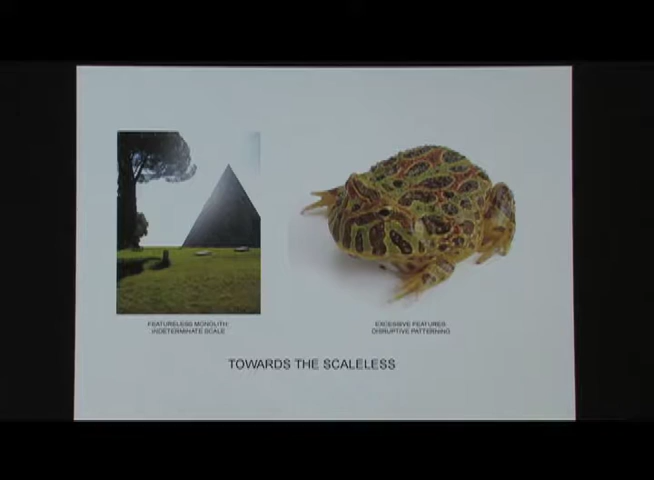 FEATURELESS MONOLITH:
INDETERMINATE SCALE
EXCESSIVE FEATURES:
DISRUPTIVE PATTERNING
TOWARDS THE SCALELESS